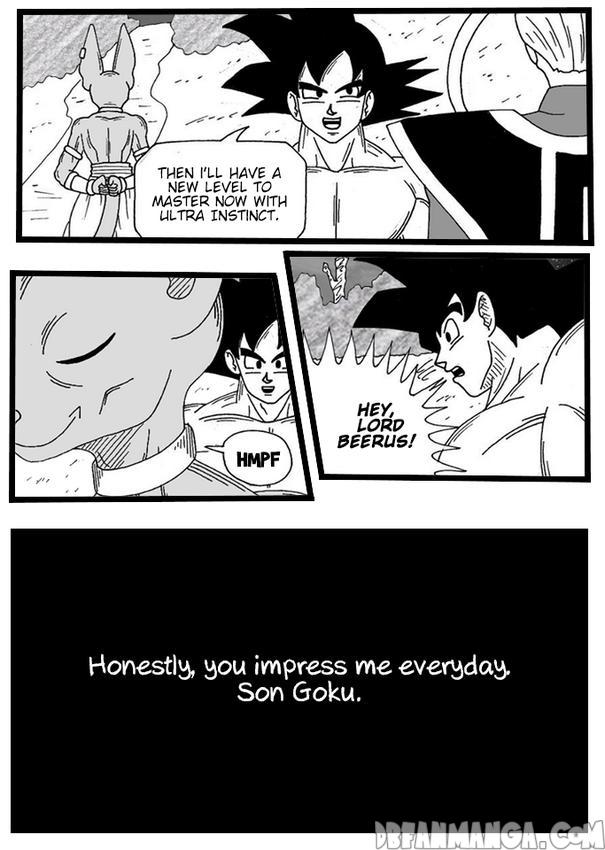 THEN I'LL HAVE A
NEW LEVEL TO
MASTER NOW WITH
ULTRA INSTINCT.
HMPF
HEY,
LORD
BEERUS!
Honestly, you impress me everyday.
Son Goku.
DBFANMANGA.COM